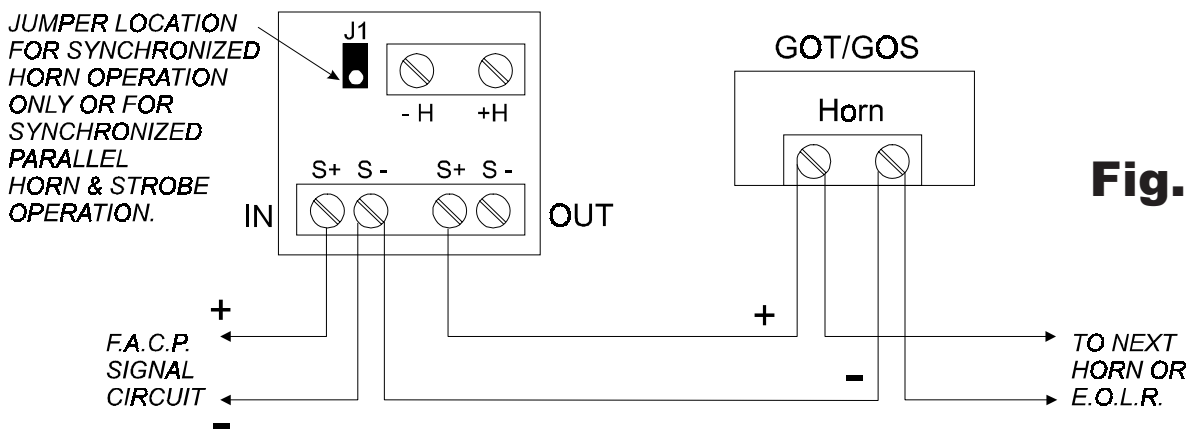 JUMPER LOCATION
FOR SYNCHRONIZED
HORN OPERATION
ONLY OR FOR
SYNCHRONIZED
PARALLEL
HORN & STROBE
OPERATION.
J1
- H +H
S+ S - S+ S -
IN OUT
GOT/GOS
Horn
Fig.
+
F.A.C.P.
SIGNAL
CIRCUIT
-
+
-
TO NEXT
HORN OR
E.O.L.R.